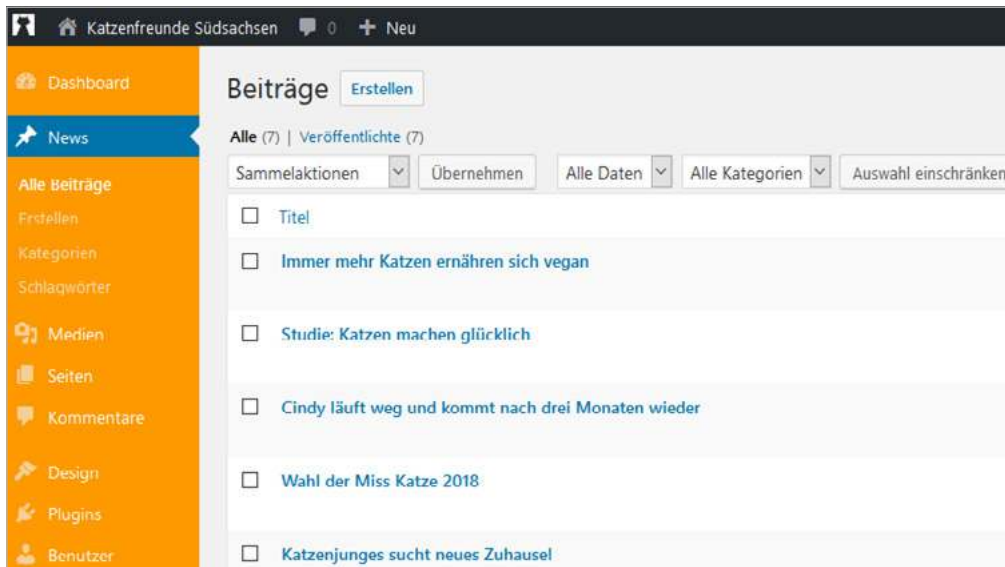 Katzenfreunde Südsachsen 0 + Neu
Dashboard
News
Alle Beiträge
Erstellen
Kategorien
Schlagwörter
Medien
Seiten
Kommentare
Design
Plugins
Benutzer
Beiträge Erstellen
Alle (7) | Veröffentlichte (7)
Sammelaktionen Übernehmen Alle Daten Alle Kategorien Auswahl einschränken
Titel
Immer mehr Katzen ernähren sich vegan
Studie: Katzen machen glücklich
Cindy läuft weg und kommt nach drei Monaten wieder
Wahl der Miss Katze 2018
Katzenjunges sucht neues Zuhausel